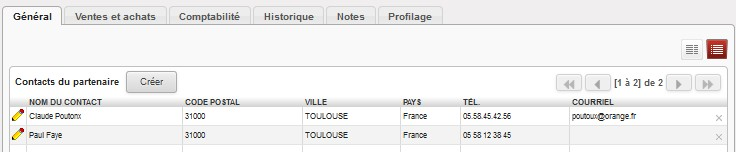 Général Ventes et achats Comptabilité Historique Notes Profilage
Contacts du partenaire Créer [1 à 2] de 2
NOM DU CONTACT CODE POSTAL VILLE PAYS TÉL. COURRIEL
Claude Poutonx 31000 TOULOUSE France 05.58.45.42.56 poutoux@orange.fr
Paul Faye 31000 TOULOUSE France 05 58 12 38 45